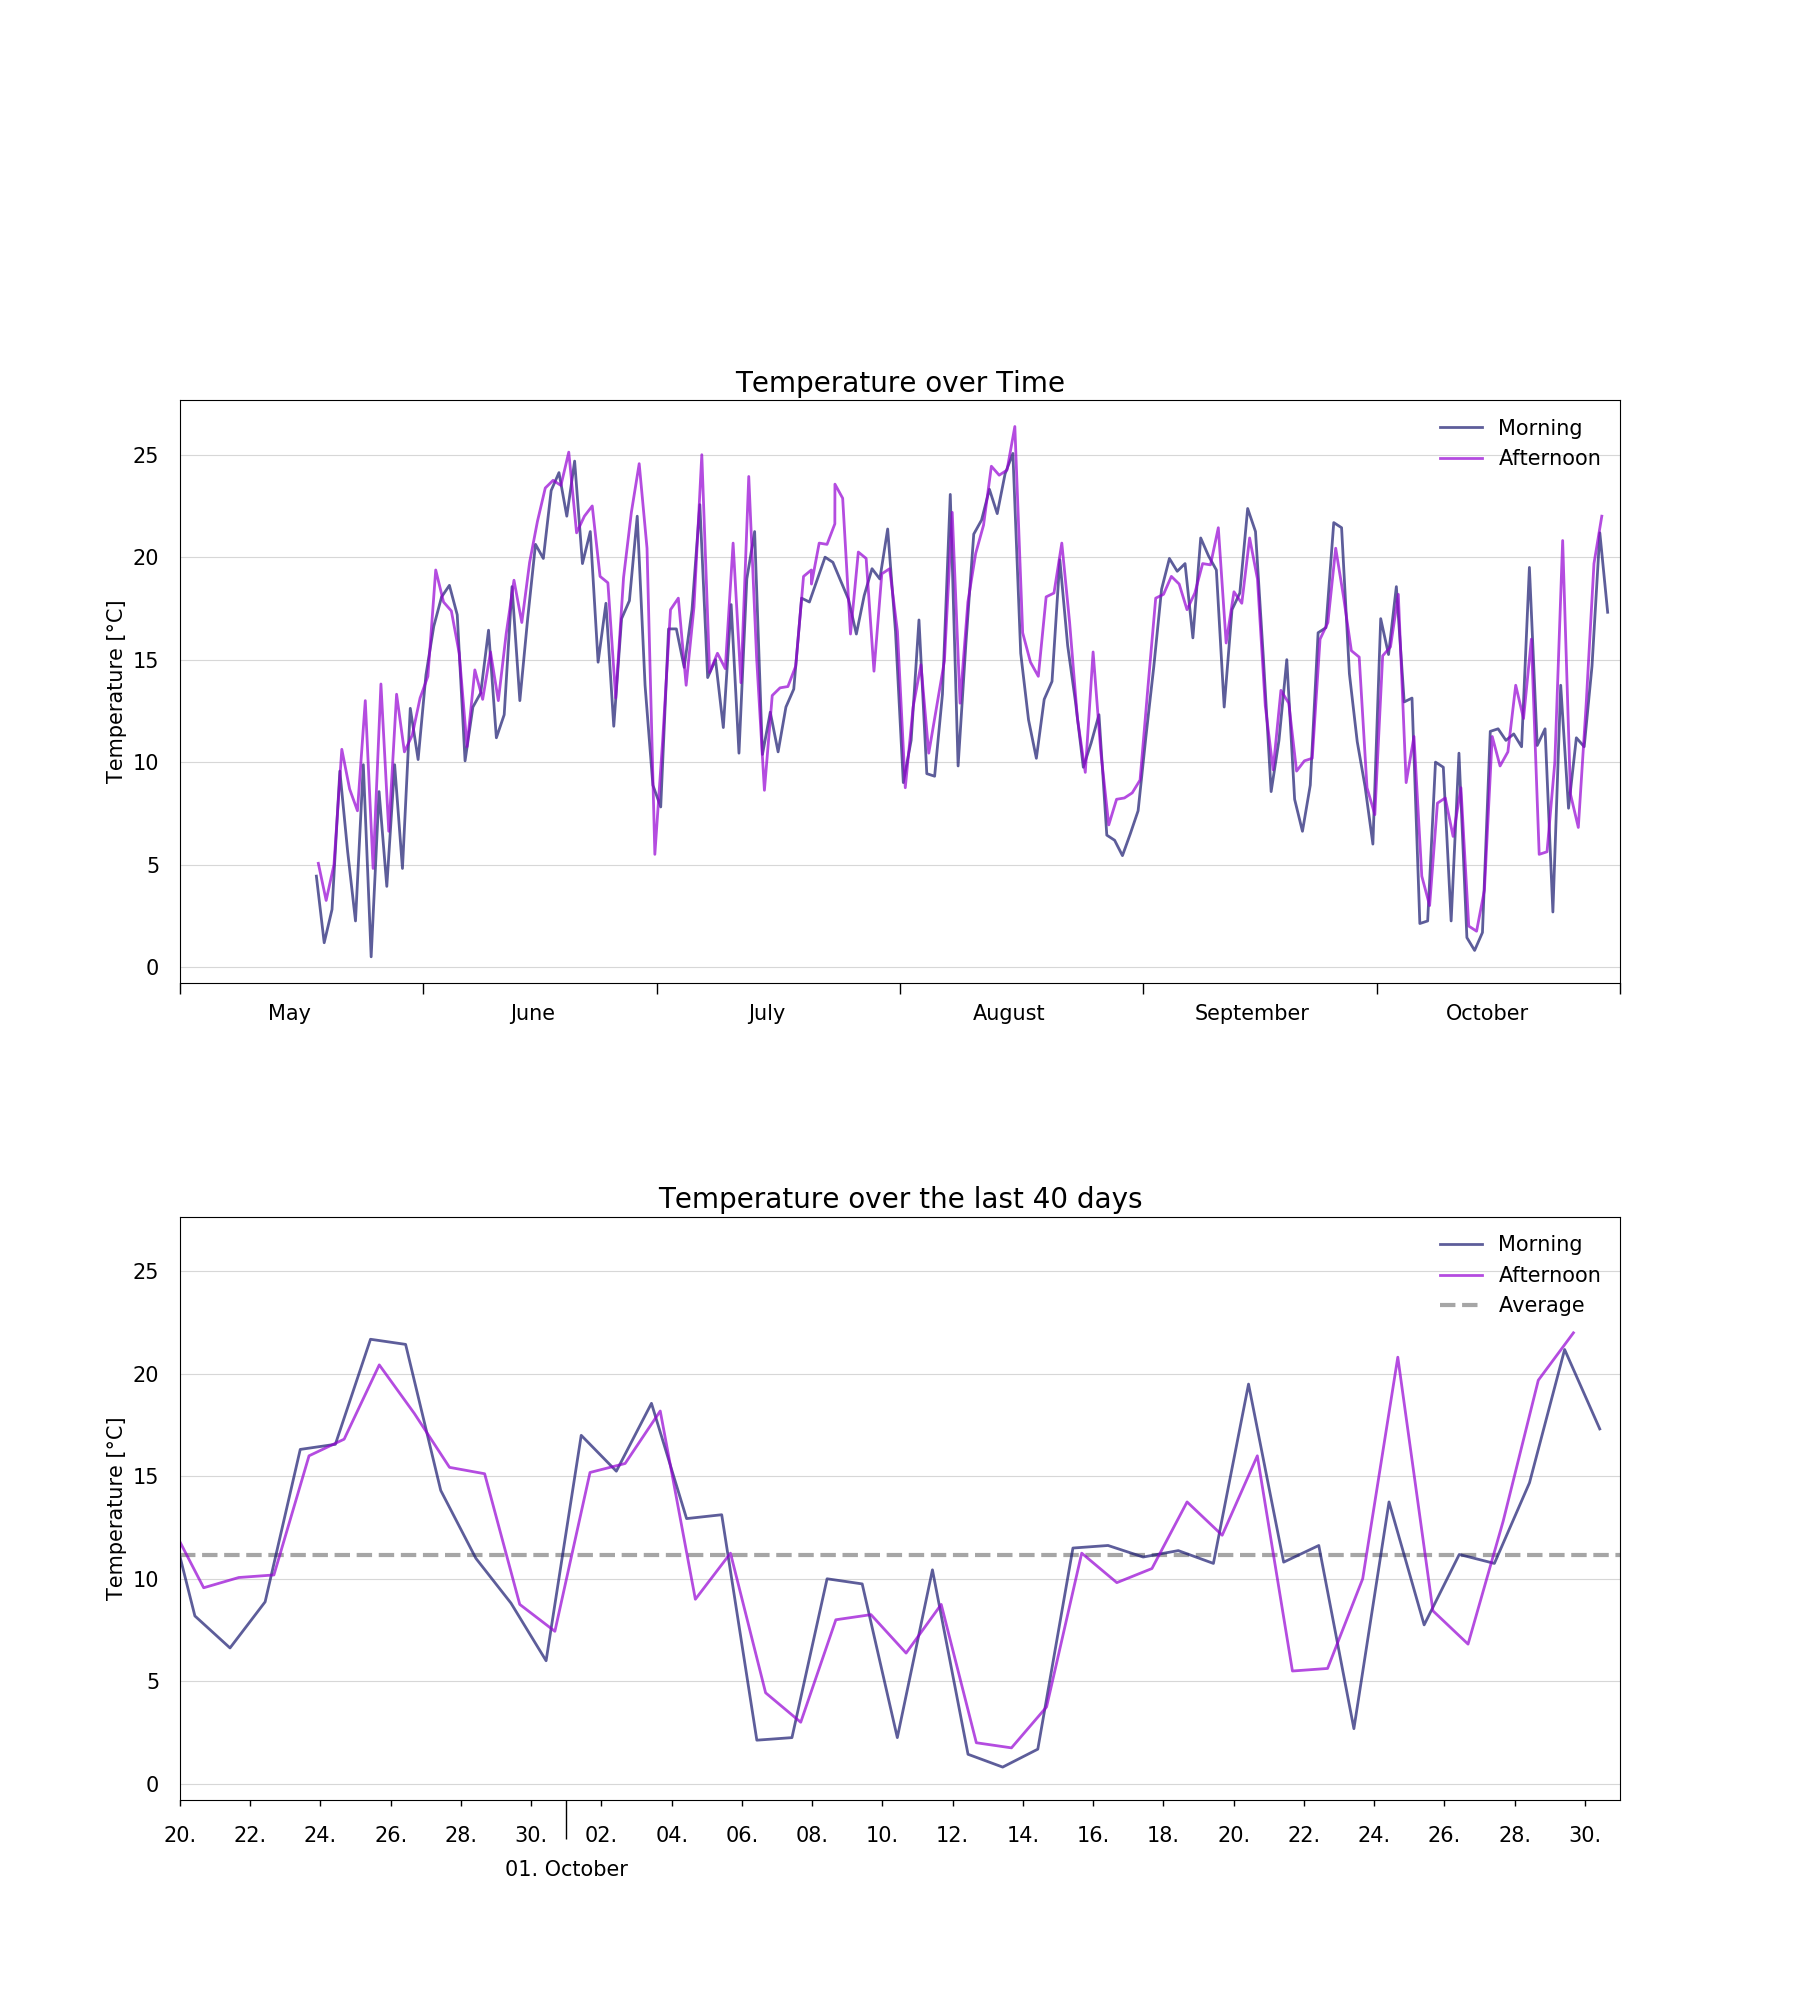 Temperature over Time
Morning
Afternoon
Temperature [°C]
25
20
15
10
5
0
May June July August September October
Temperature over the last 40 days
Morning
Afternoon
Average
Temperature [°C]
25
20
15
10
5
0
20. 22. 24. 26. 28. 30. 02. 04. 06. 08. 10. 12. 14. 16. 18. 20. 22. 24. 26. 28. 30.
01. October